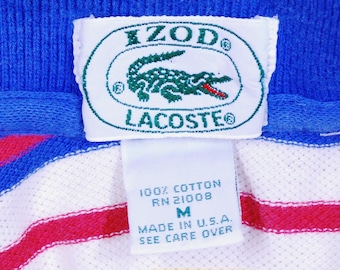 IZOD®
LACOSTE®
100% COTTON
RN 21008
M
MADE IN U.S.A.
SEE CARE OVER